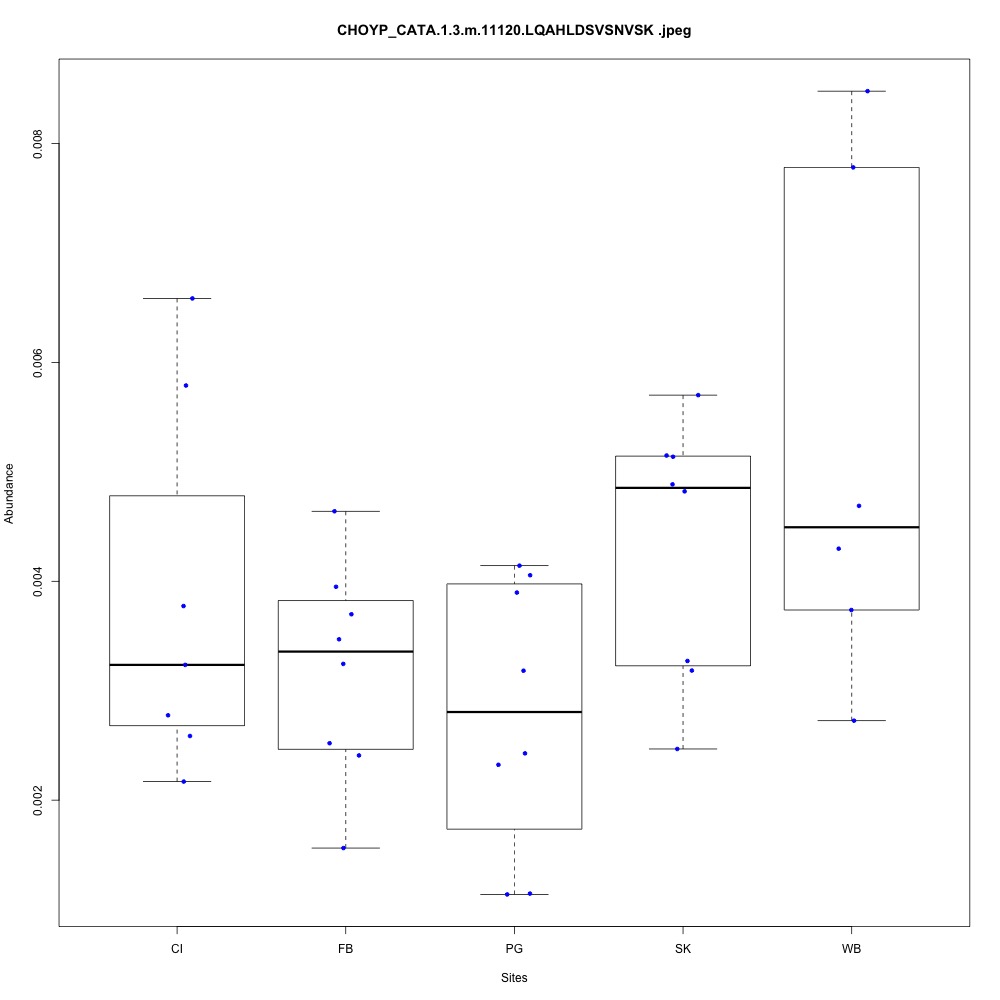 CHOYP_CATA.1.3.m.11120.LQAHLDSVSNVSK .jpeg
Abundance
0.008
0.006
0.004
0.002
CI FB PG SK WB
Sites